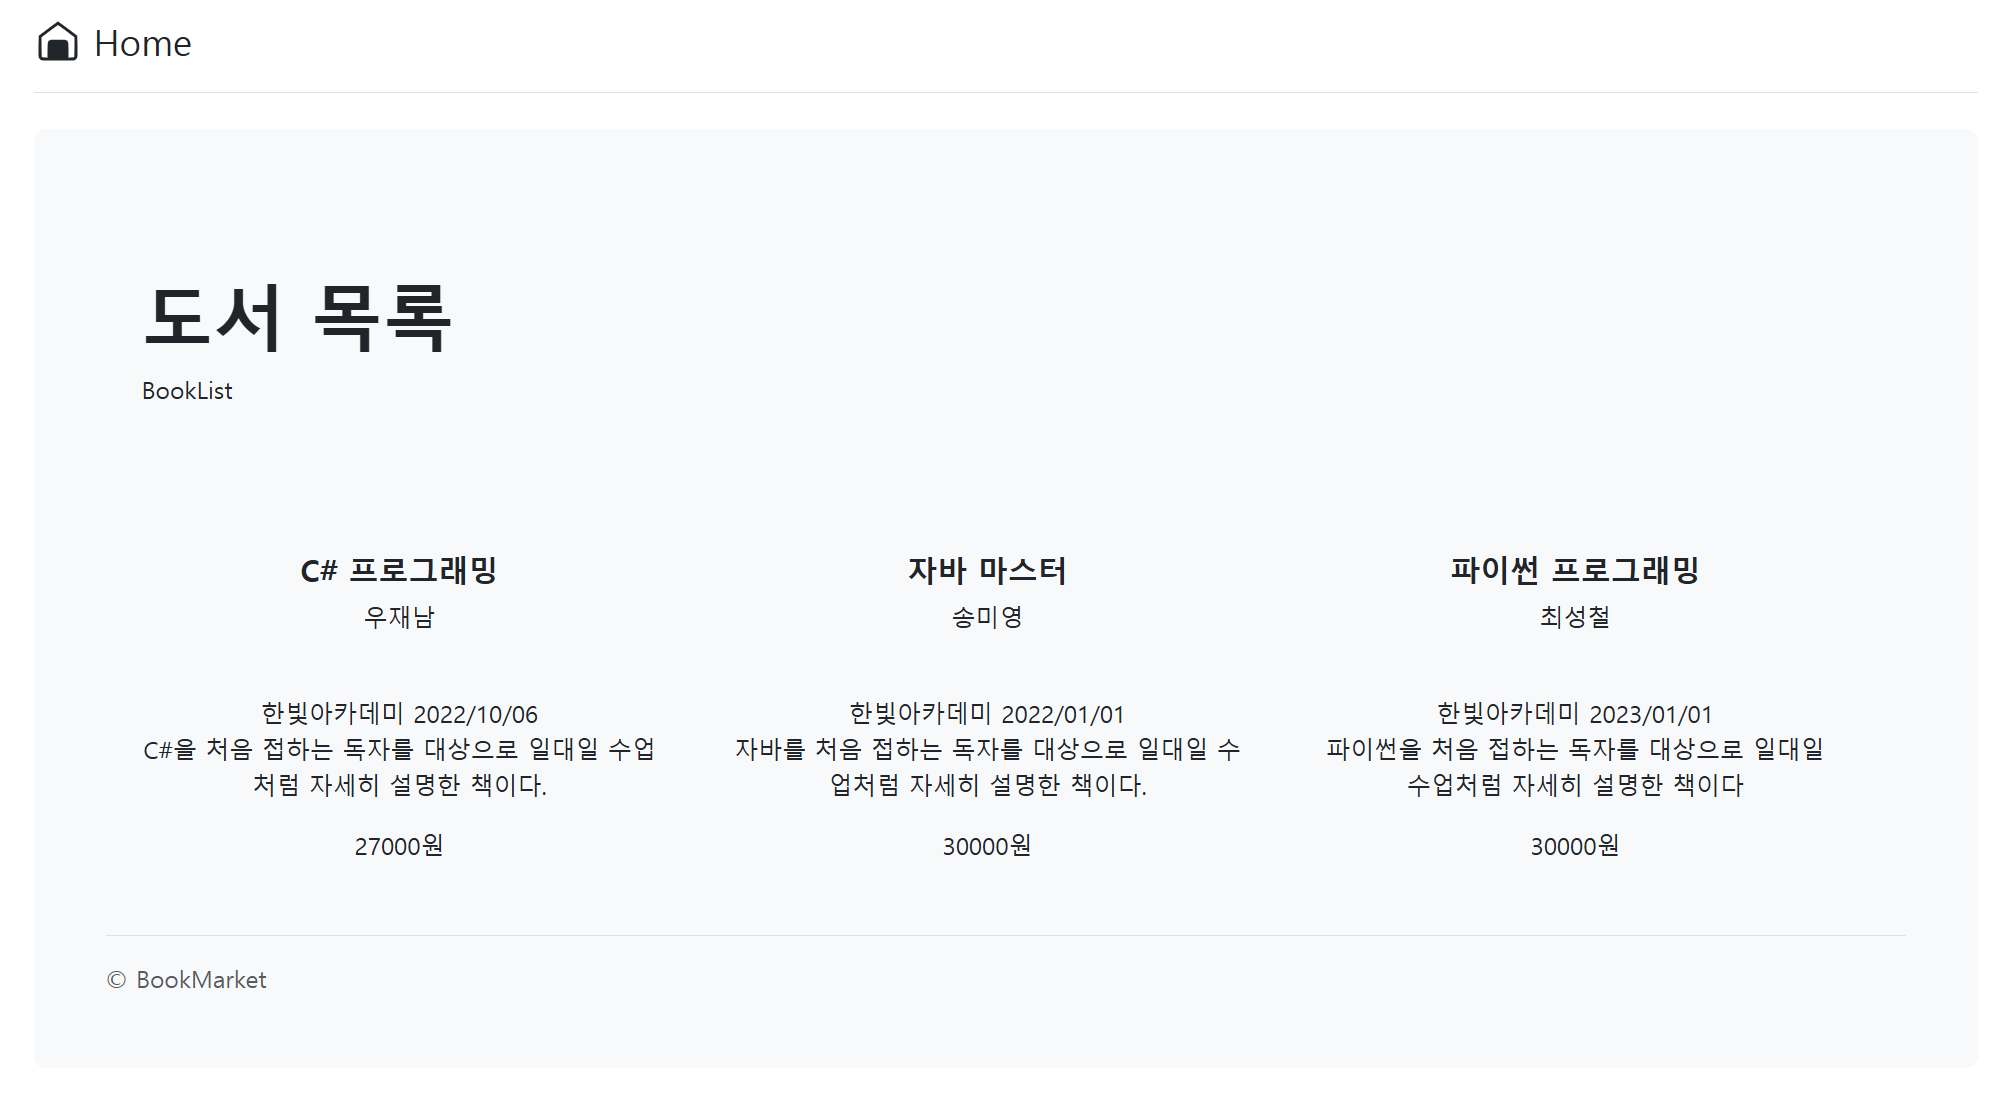 Home
도서 목록
BookList
C# 프로그래밍
우재남
한빛아카데미 2022/10/06
C#을 처음 접하는 독자를 대상으로 일대일 수업
처럼 자세히 설명한 책이다.
27000원
자바 마스터
송미영
한빛아카데미 2022/01/01
자바를 처음 접하는 독자를 대상으로 일대일 수
업처럼 자세히 설명한 책이다.
30000원
파이썬 프로그래밍
최성철
한빛아카데미 2023/01/01
파이썬을 처음 접하는 독자를 대상으로 일대일
수업처럼 자세히 설명한 책이다
30000원
© BookMarket